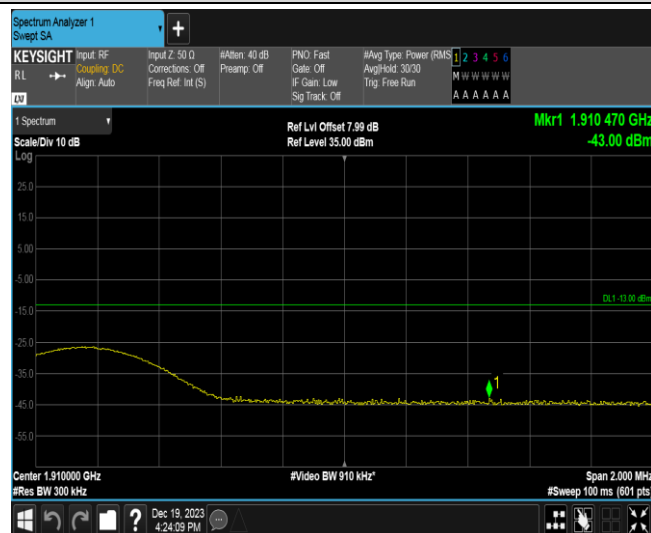 Spectrum Analyzer 1
Swept SA
KEYSIGHT
RL
Input: RF
Coupling: DC
Align: Auto
Input Z: 50 Ω
Corrections: Off
Freq Ref: Int (S)
#Atten: 40 dB
Preamp: Off
PNO: Fast
Gate: Off
IF Gain: Low
Sig Track: Off
#Avg Type: Power (RMS
Avg|Hold: 30/30
Trig: Free Run
1 2 3 4 5 6
M W W W W W
A A A A A A
LXI
1 Spectrum
Scale/Div 10 dB
Ref Lvl Offset 7.99 dB
Ref Level 35.00 dBm
Mkr1 1.910 470 GHz
-43.00 dBm
Log
25.0
15.0
5.00
-5.00
DL1 -13.00 dBm
-15.0
-25.0
-35.0
1
-45.0
-55.0
Center 1.910000 GHz
#Res BW 300 kHz
#Video BW 910 kHz*
Span 2.000 MHz
#Sweep 100 ms (601 pts)
Dec 19, 2023
4:24:09 PM